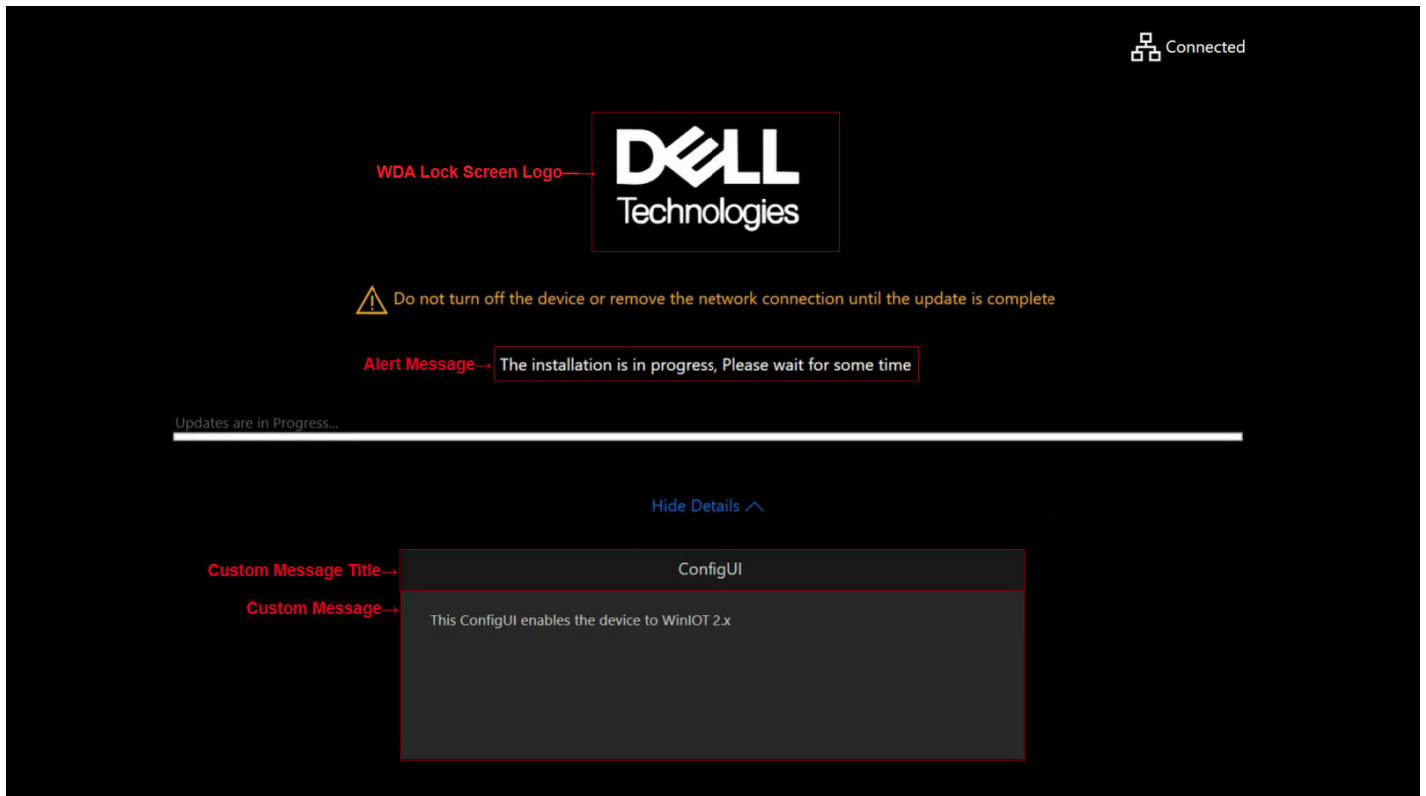 Connected
WDA Lock Screen Logo→
DELL
Technologies
Do not turn off the device or remove the network connection until the update is complete
Alert Message→ The installation is in progress, Please wait for some time
Updates are in Progress...
Hide Details
Custom Message Title→ ConfigUI
Custom Message→
This ConfigUI enables the device to WinIOT 2.x